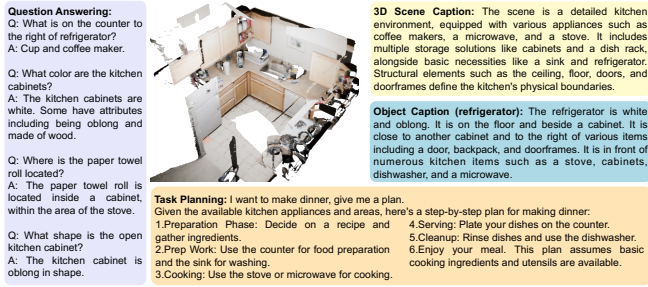 Question Answering:
Q: What is on the counter to
the right of refrigerator?
A: Cup and coffee maker.
Q: What color are the kitchen
cabinets?
A: The kitchen cabinets are
white. Some have attributes
including being oblong and
made of wood.
Q: Where is the paper towel
roll located?
A: The paper towel roll is
located inside a cabinet,
within the area of the stove.
Q: What shape is the open
kitchen cabinet?
A: The kitchen cabinet is
oblong in shape.
3D Scene Caption: The scene is a detailed kitchen
environment, equipped with various appliances such as
coffee makers, a microwave, and a stove. It includes
multiple storage solutions like cabinets and a dish rack,
alongside basic necessities like a sink and refrigerator.
Structural elements such as the ceiling, floor, doors, and
doorframes define the kitchen's physical boundaries.
Object Caption (refrigerator): The refrigerator is white
and oblong. It is on the floor and beside a cabinet. It is
close to another cabinet and to the right of various items
including a door, backpack, and doorframes. It is in front of
numerous kitchen items such as a stove, cabinets,
dishwasher, and a microwave.
Task Planning: I want to make dinner, give me a plan.
Given the available kitchen appliances and areas, here's a step-by-step plan for making dinner:
1.Preparation Phase: Decide on a recipe and
gather ingredients.
2.Prep Work: Use the counter for food preparation
and the sink for washing.
3.Cooking: Use the stove or microwave for cooking.
4.Serving: Plate your dishes on the counter.
5.Cleanup: Rinse dishes and use the dishwasher.
6.Enjoy your meal. This plan assumes basic
cooking ingredients and utensils are available.